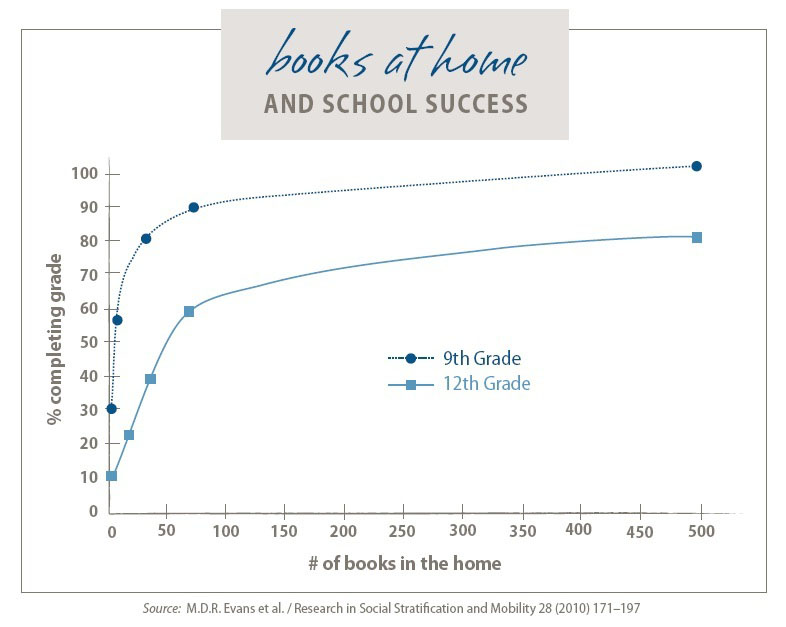 books at home
AND SCHOOL SUCCESS
100
90
80
70
60
50
40
30
20
10
0
% completing grade
9th Grade
12th Grade
0 50 100 150 200 250 300 350 400 450 500
# of books in the home
Source: M.D.R. Evans et al. / Research in Social Stratification and Mobility 28 (2010) 171–197